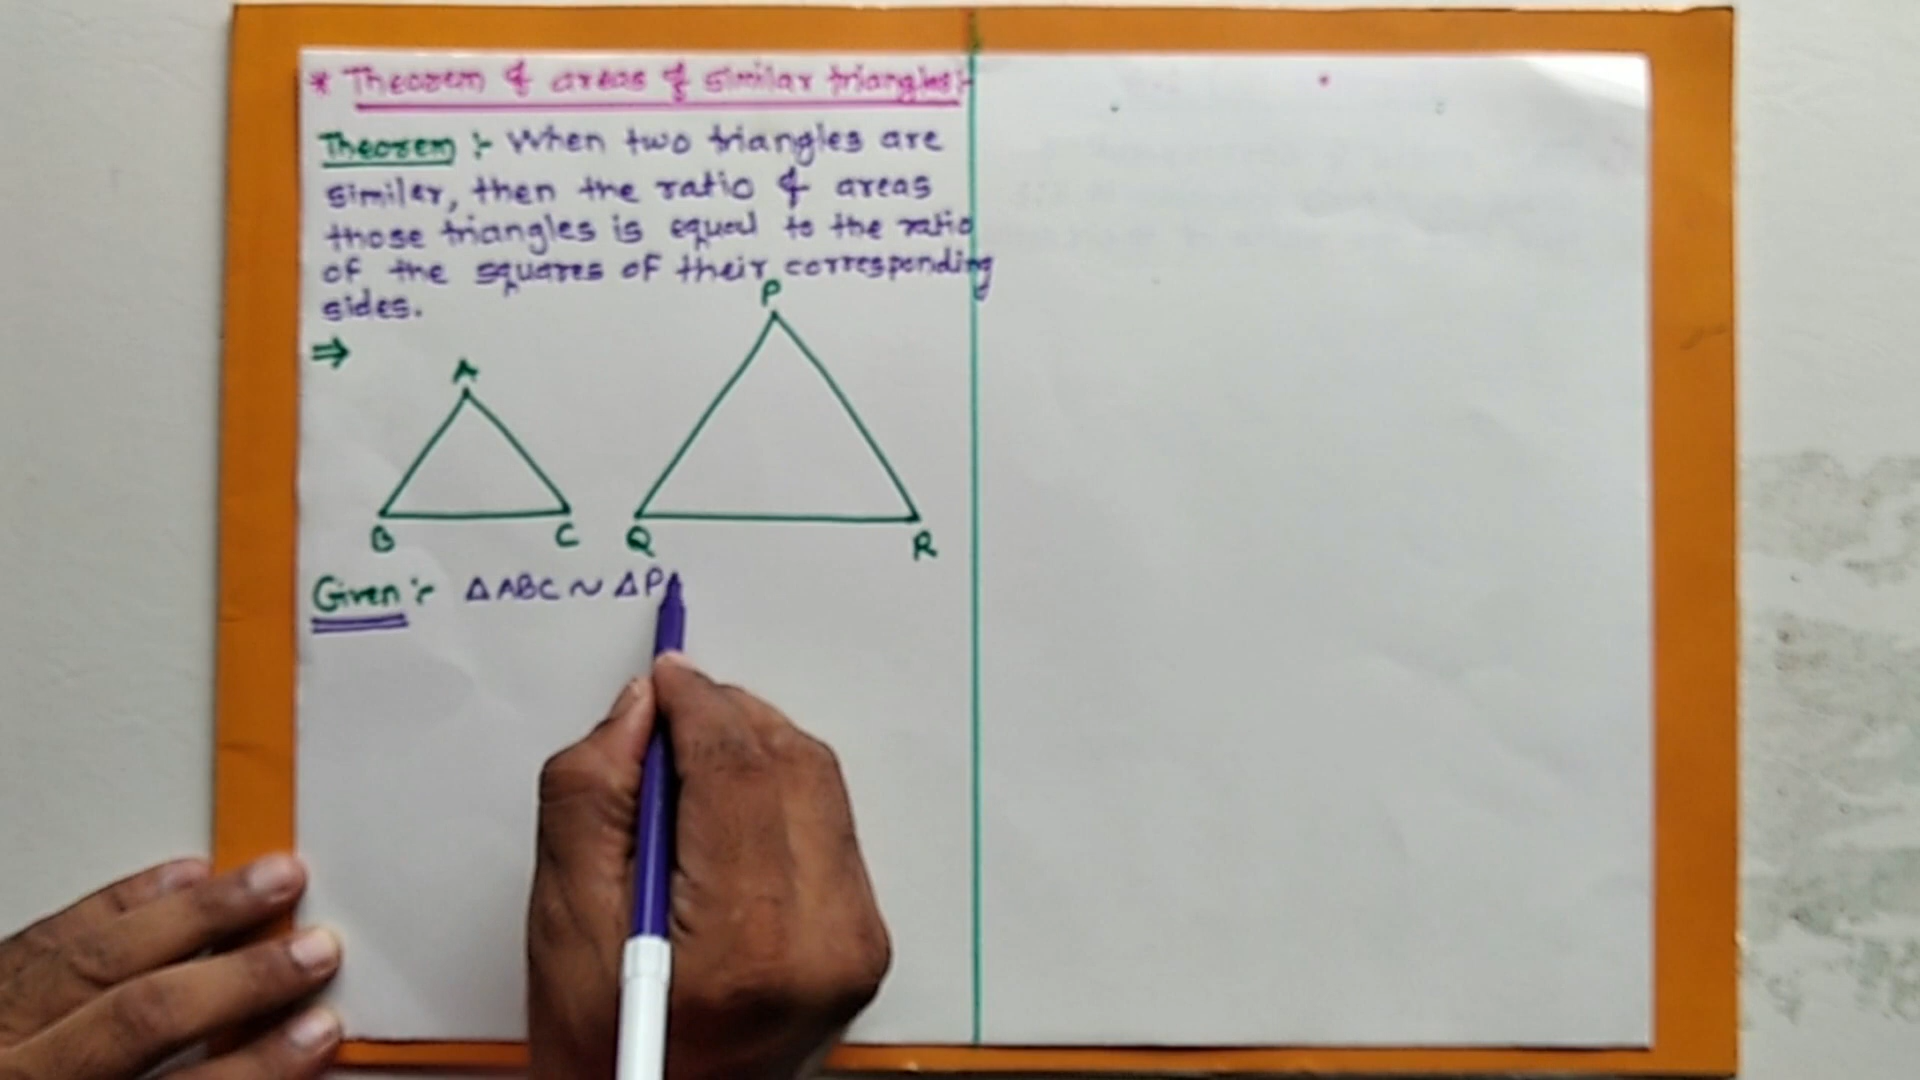 * Theorem of areas of similar triangles:-
Theorem :- When two triangles are
similer, then the ratio of areas
those triangles is equal to the ratio
of the squares of their corresponding
sides.
⇒
P
A
B C Q R
Given :- ΔABC ~ ΔP